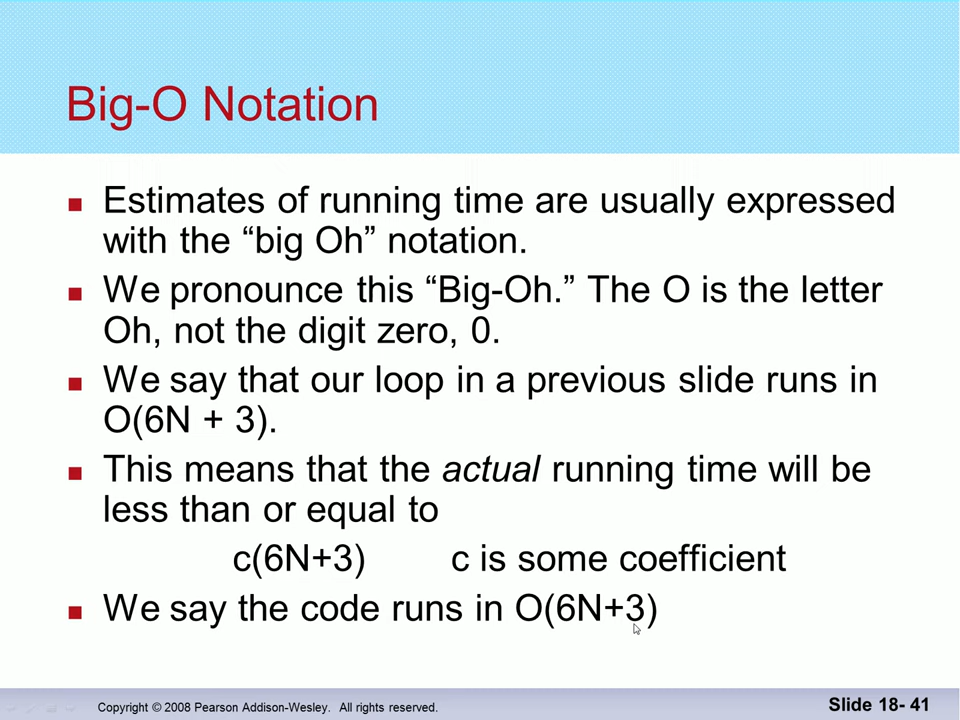 Big-O Notation
Estimates of running time are usually expressed
with the “big Oh” notation.
We pronounce this “Big-Oh.” The O is the letter
Oh, not the digit zero, 0.
We say that our loop in a previous slide runs in
O(6N + 3).
This means that the actual running time will be
less than or equal to
c(6N+3) c is some coefficient
We say the code runs in O(6N+3)
Copyright © 2008 Pearson Addison-Wesley. All rights reserved.
Slide 18- 41